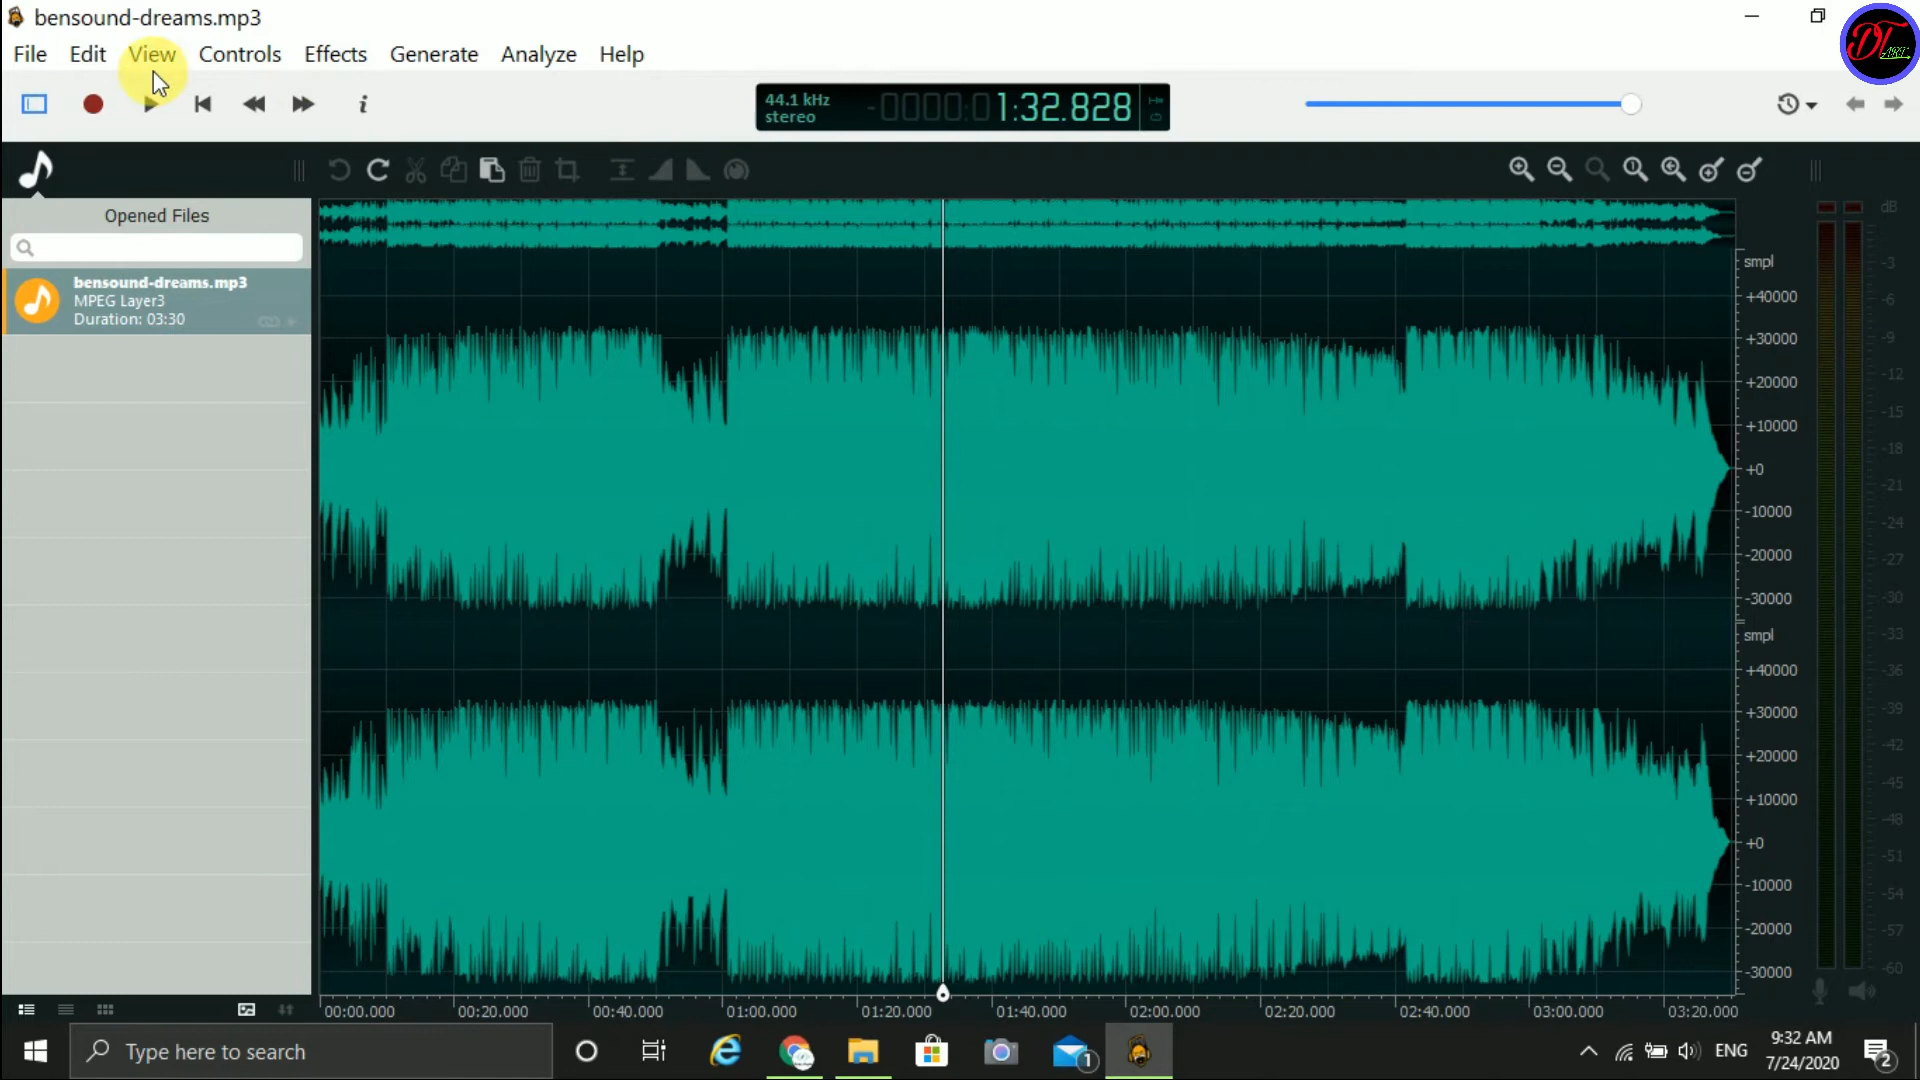 bensound-dreams.mp3
File Edit View Controls Effects Generate Analyze Help
44.1 kHz
stereo
-0000:01:32.828
DT
ART
Opened Files
bensound-dreams.mp3
MPEG Layer3
Duration: 03:30
smpl
+40000
+30000
+20000
+10000
+0
-10000
-20000
-30000
smpl
+40000
+30000
+20000
+10000
+0
-10000
-20000
-30000
dB
-3
-6
-9
-12
-15
-18
-21
-24
-27
-30
-33
-36
-39
-42
-45
-48
-51
-54
-57
-60
00:00.000 00:20.000 00:40.000 01:00.000 01:20.000 01:40.000 02:00.000 02:20.000 02:40.000 03:00.000 03:20.000
Type here to search
1
ENG
9:32 AM
7/24/2020
2